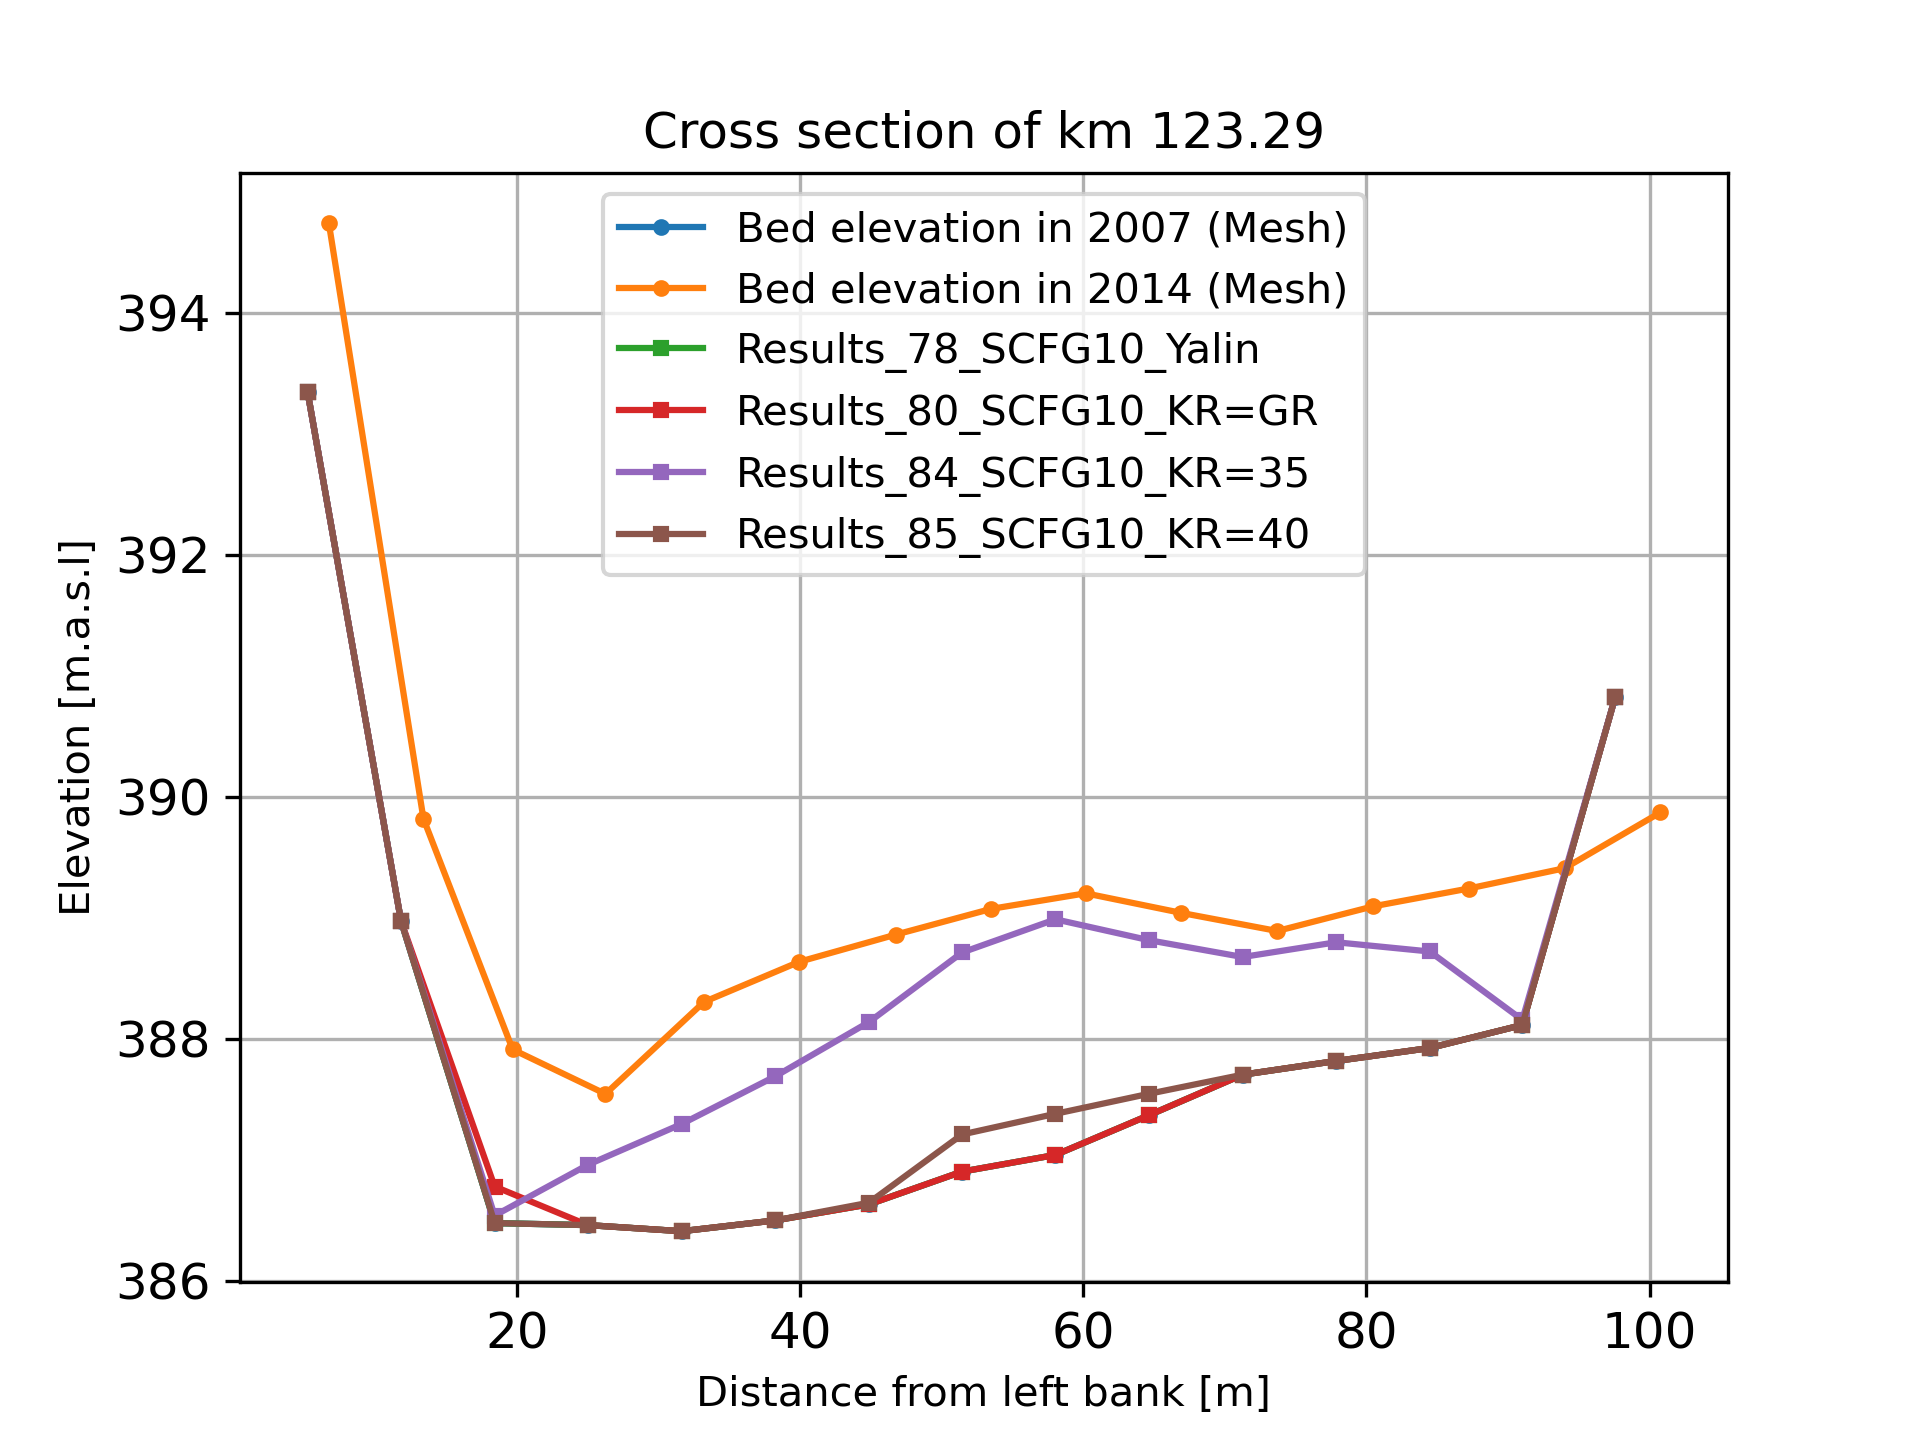 Cross section of km 123.29
Bed elevation in 2007 (Mesh)
Bed elevation in 2014 (Mesh)
Results_78_SCFG10_Yalin
Results_80_SCFG10_KR=GR
Results_84_SCFG10_KR=35
Results_85_SCFG10_KR=40
394
392
390
388
386
Elevation [m.a.s.l]
20 40 60 80 100
Distance from left bank [m]